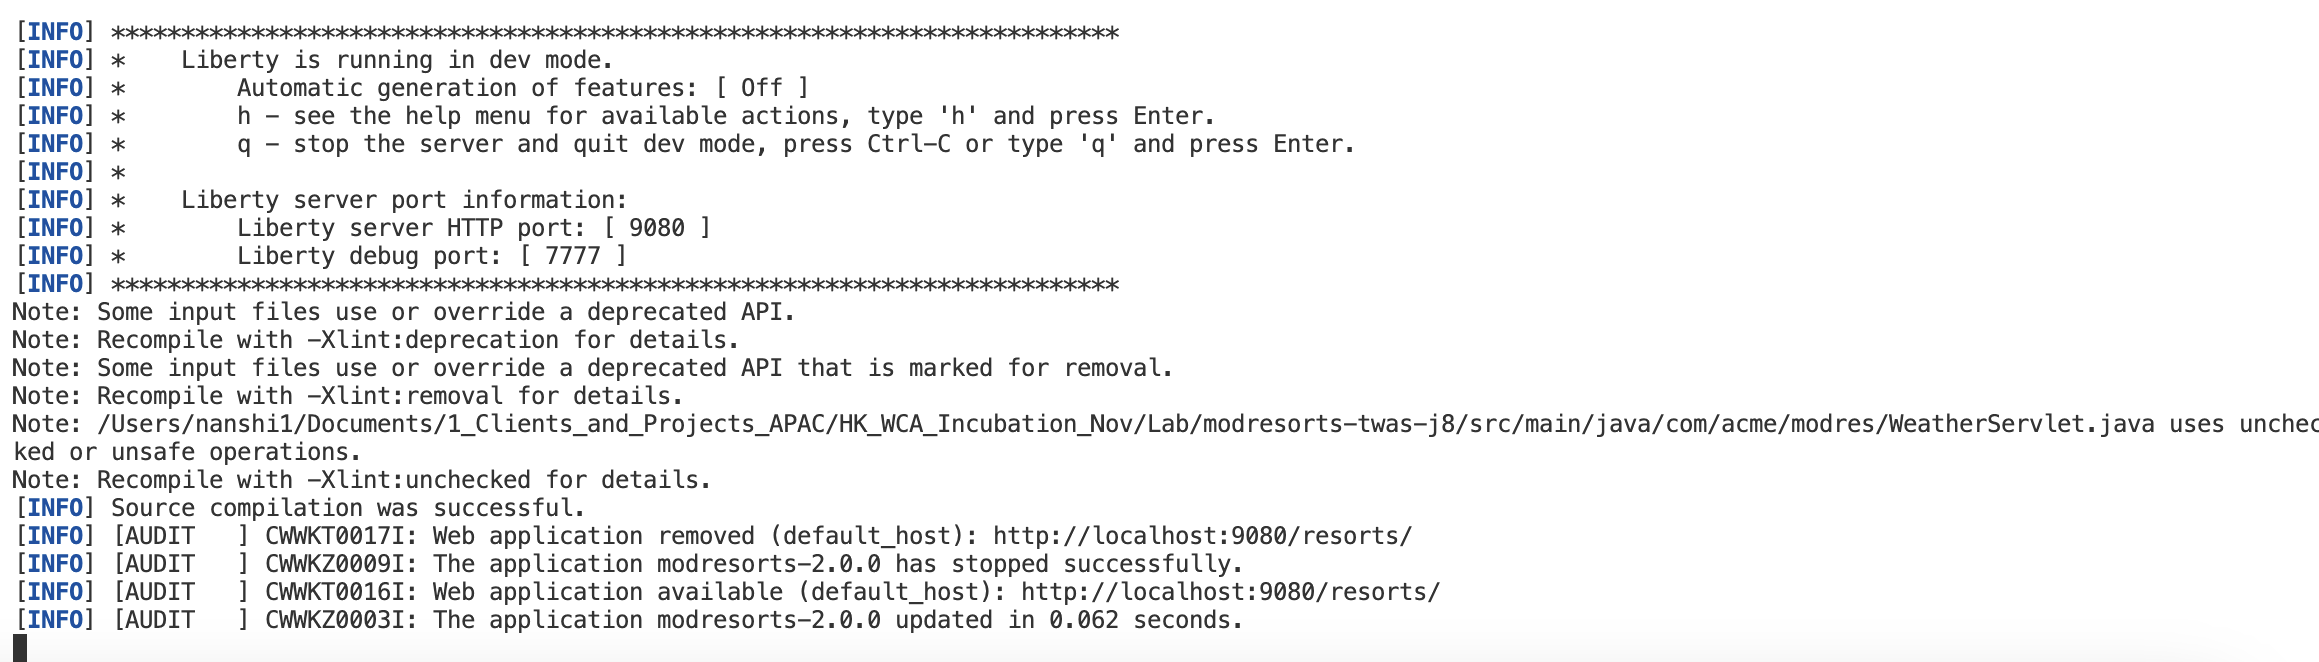 [INFO] ************************************************************************
[INFO] *    Liberty is running in dev mode.
[INFO] *        Automatic generation of features: [ Off ]
[INFO] *        h - see the help menu for available actions, type 'h' and press Enter.
[INFO] *        q - stop the server and quit dev mode, press Ctrl-C or type 'q' and press Enter.
[INFO] *
[INFO] *    Liberty server port information:
[INFO] *        Liberty server HTTP port: [ 9080 ]
[INFO] *        Liberty debug port: [ 7777 ]
[INFO] ************************************************************************
Note: Some input files use or override a deprecated API.
Note: Recompile with -Xlint:deprecation for details.
Note: Some input files use or override a deprecated API that is marked for removal.
Note: Recompile with -Xlint:removal for details.
Note: /Users/nanshi1/Documents/1_Clients_and_Projects_APAC/HK_WCA_Incubation_Nov/Lab/modresorts-twas-j8/src/main/java/com/acme/modres/WeatherServlet.java uses unchec
ked or unsafe operations.
Note: Recompile with -Xlint:unchecked for details.
[INFO] Source compilation was successful.
[INFO] [AUDIT   ] CWWKT0017I: Web application removed (default_host): http://localhost:9080/resorts/
[INFO] [AUDIT   ] CWWKZ0009I: The application modresorts-2.0.0 has stopped successfully.
[INFO] [AUDIT   ] CWWKT0016I: Web application available (default_host): http://localhost:9080/resorts/
[INFO] [AUDIT   ] CWWKZ0003I: The application modresorts-2.0.0 updated in 0.062 seconds.